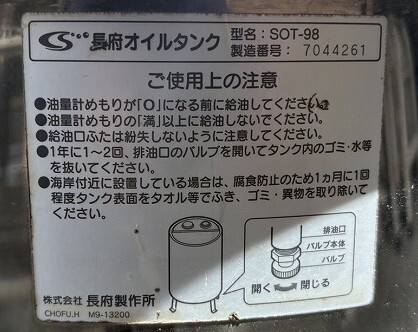 長府オイルタンク
型名：SOT-98
製造番号：7044261
ご使用上の注意
●油量計めもりが「O」になる前に給油してください。
●油量計めもりの「満」以上に給油しないでください。
●給油口ふたは紛失しないように注意してください。
●1年に1～2回、排油口のバルブを開いてタンク内のゴミ・水等
を抜いてください。
●海岸付近に設置している場合は、腐食防止のため1カ月に1回
程度タンク表面をタオル等でふき、ゴミ・異物を取り除いて
ください。
排油口
バルブ本体
バルブ
開く 閉じる
株式会社 長府製作所
CHOFU.H M9-13200